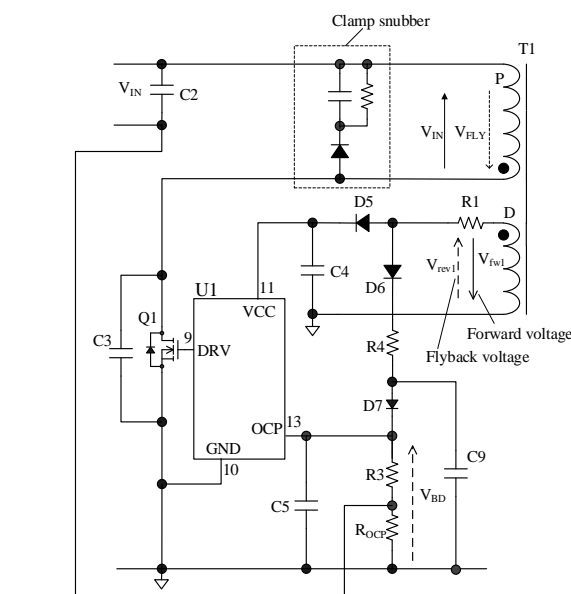 Clamp snubber
T1
P
VIN
C2
VIN
VFLY
D5
R1
D
C4
D6
Vrev1
Vfw1
U1
11
VCC
Forward voltage
Flyback voltage
Q1
C3
9
DRV
R4
D7
OCP
13
C9
GND
10
R3
C5
VBD
ROCP